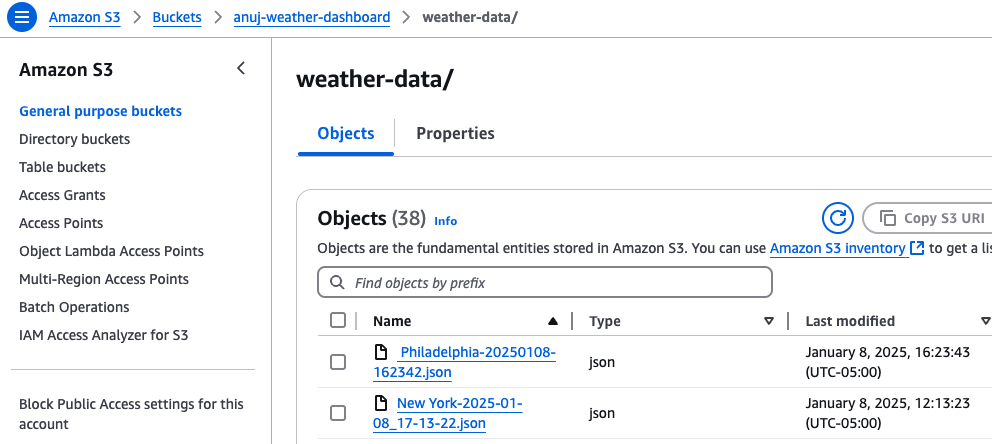 Amazon S3 > Buckets > anuj-weather-dashboard > weather-data/
Amazon S3
General purpose buckets
Directory buckets
Table buckets
Access Grants
Access Points
Object Lambda Access Points
Multi-Region Access Points
Batch Operations
IAM Access Analyzer for S3
Block Public Access settings for this
account
weather-data/
Objects
Properties
Objects (38) Info
Copy S3 URI
Objects are the fundamental entities stored in Amazon S3. You can use Amazon S3 inventory to get a lis
Find objects by prefix
Name
Type
Last modified
Philadelphia-20250108-
162342.json
json
January 8, 2025, 16:23:43
(UTC-05:00)
New York-2025-01-
08_17-13-22.json
json
January 8, 2025, 12:13:23
(UTC-05:00)